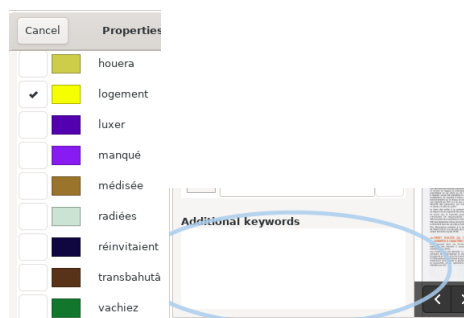 Cancel Properties
houera
logement
luxer
manqué
médisée
radiées
réinvitaient
transbahutâ
vachiez
Additional keywords